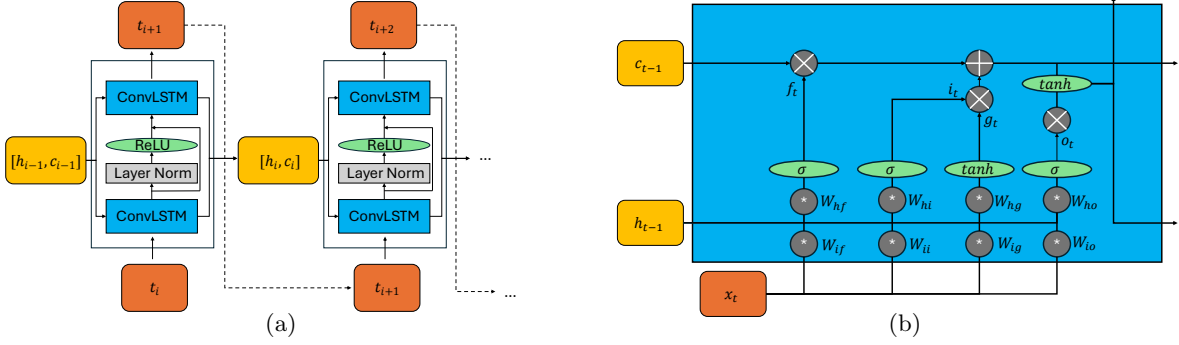 t_{i+1}
ConvLSTM
ReLU
Layer Norm
ConvLSTM
[h_{i-1}, c_{i-1}]
t_i
t_{i+2}
ConvLSTM
ReLU
Layer Norm
ConvLSTM
[h_i, c_i]
...
t_{i+1}
...
(a)
c_{t-1}
f_t
i_t
g_t
tanh
o_t
σ
σ
tanh
σ
* W_{hf}
* W_{hi}
* W_{hg}
* W_{ho}
h_{t-1}
* W_{if}
* W_{ii}
* W_{ig}
* W_{io}
x_t
(b)